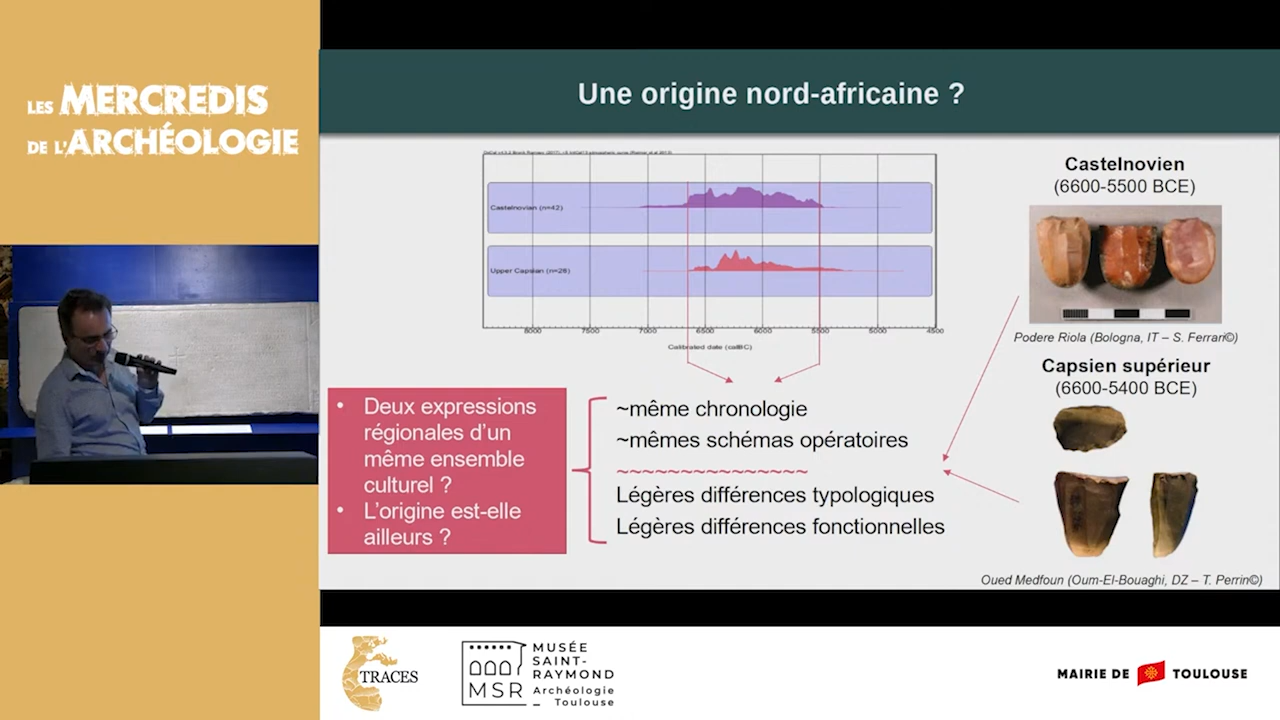 LES MERCREDIS
DE L'ARCHÉOLOGIE
Une origine nord-africaine ?
Castelnovian (n=42)
Upper Capsian (n=28)
8000 7500 7000 6500 6000 5500 5000 4500
Calibrated date (calBC)
Castelnovien
(6600-5500 BCE)
Podere Riola (Bologna, IT – S. Ferrari©)
Capsien supérieur
(6600-5400 BCE)
Oued Medfoun (Oum-El-Bouaghi, DZ – T. Perrin©)
• Deux expressions
régionales d'un
même ensemble
culturel ?
• L'origine est-elle
ailleurs ?
~même chronologie
~mêmes schémas opératoires
~~~~~~~~~~~~~~~
Légères différences typologiques
Légères différences fonctionnelles
TRACES
MSR
MUSÉE
SAINT-
RAYMOND
Archéologie
Toulouse
MAIRIE DE TOULOUSE